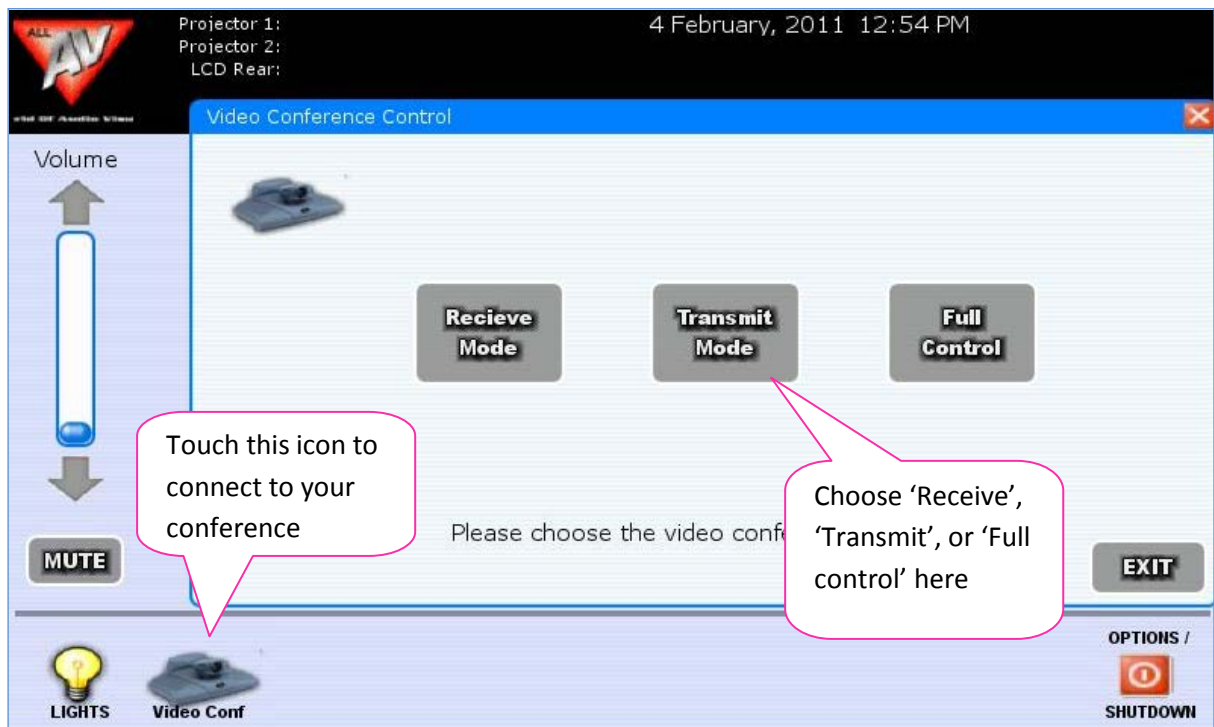 ALL
AV
Projector 1:
Projector 2:
LCD Rear:
4 February, 2011 12:54 PM
Video Conference Control
Volume
Recieve
Mode
Transmit
Mode
Full
Control
Touch this icon to
connect to your
conference
Choose ‘Receive’,
‘Transmit’, or ‘Full
control’ here
Please choose the video conf
MUTE
EXIT
LIGHTS
Video Conf
OPTIONS /
SHUTDOWN